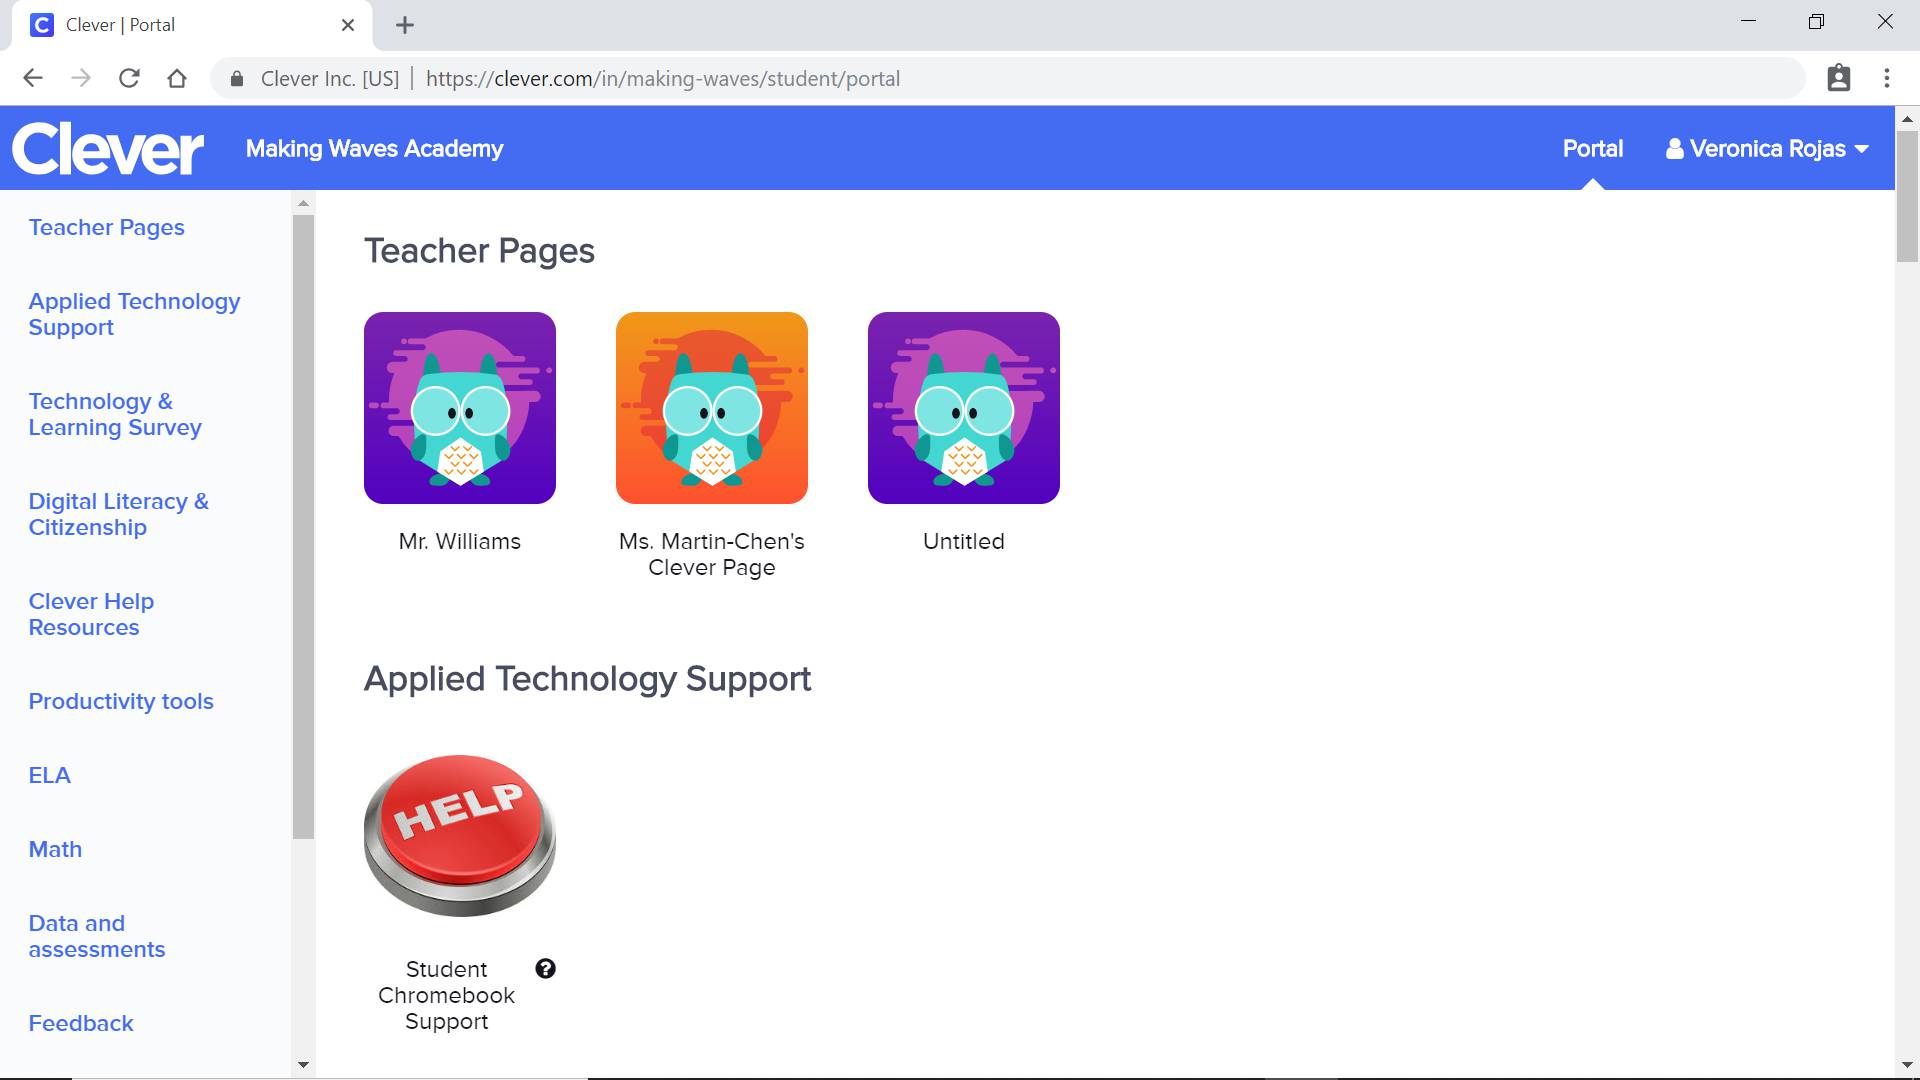 Clever | Portal
Clever Inc. [US] | https://clever.com/in/making-waves/student/portal
Clever
Making Waves Academy
Portal
Veronica Rojas
Teacher Pages
Applied Technology
Support
Technology &
Learning Survey
Digital Literacy &
Citizenship
Clever Help
Resources
Productivity tools
ELA
Math
Data and
assessments
Feedback
Teacher Pages
Mr. Williams
Ms. Martin-Chen's
Clever Page
Untitled
Applied Technology Support
HELP
Student
Chromebook
Support